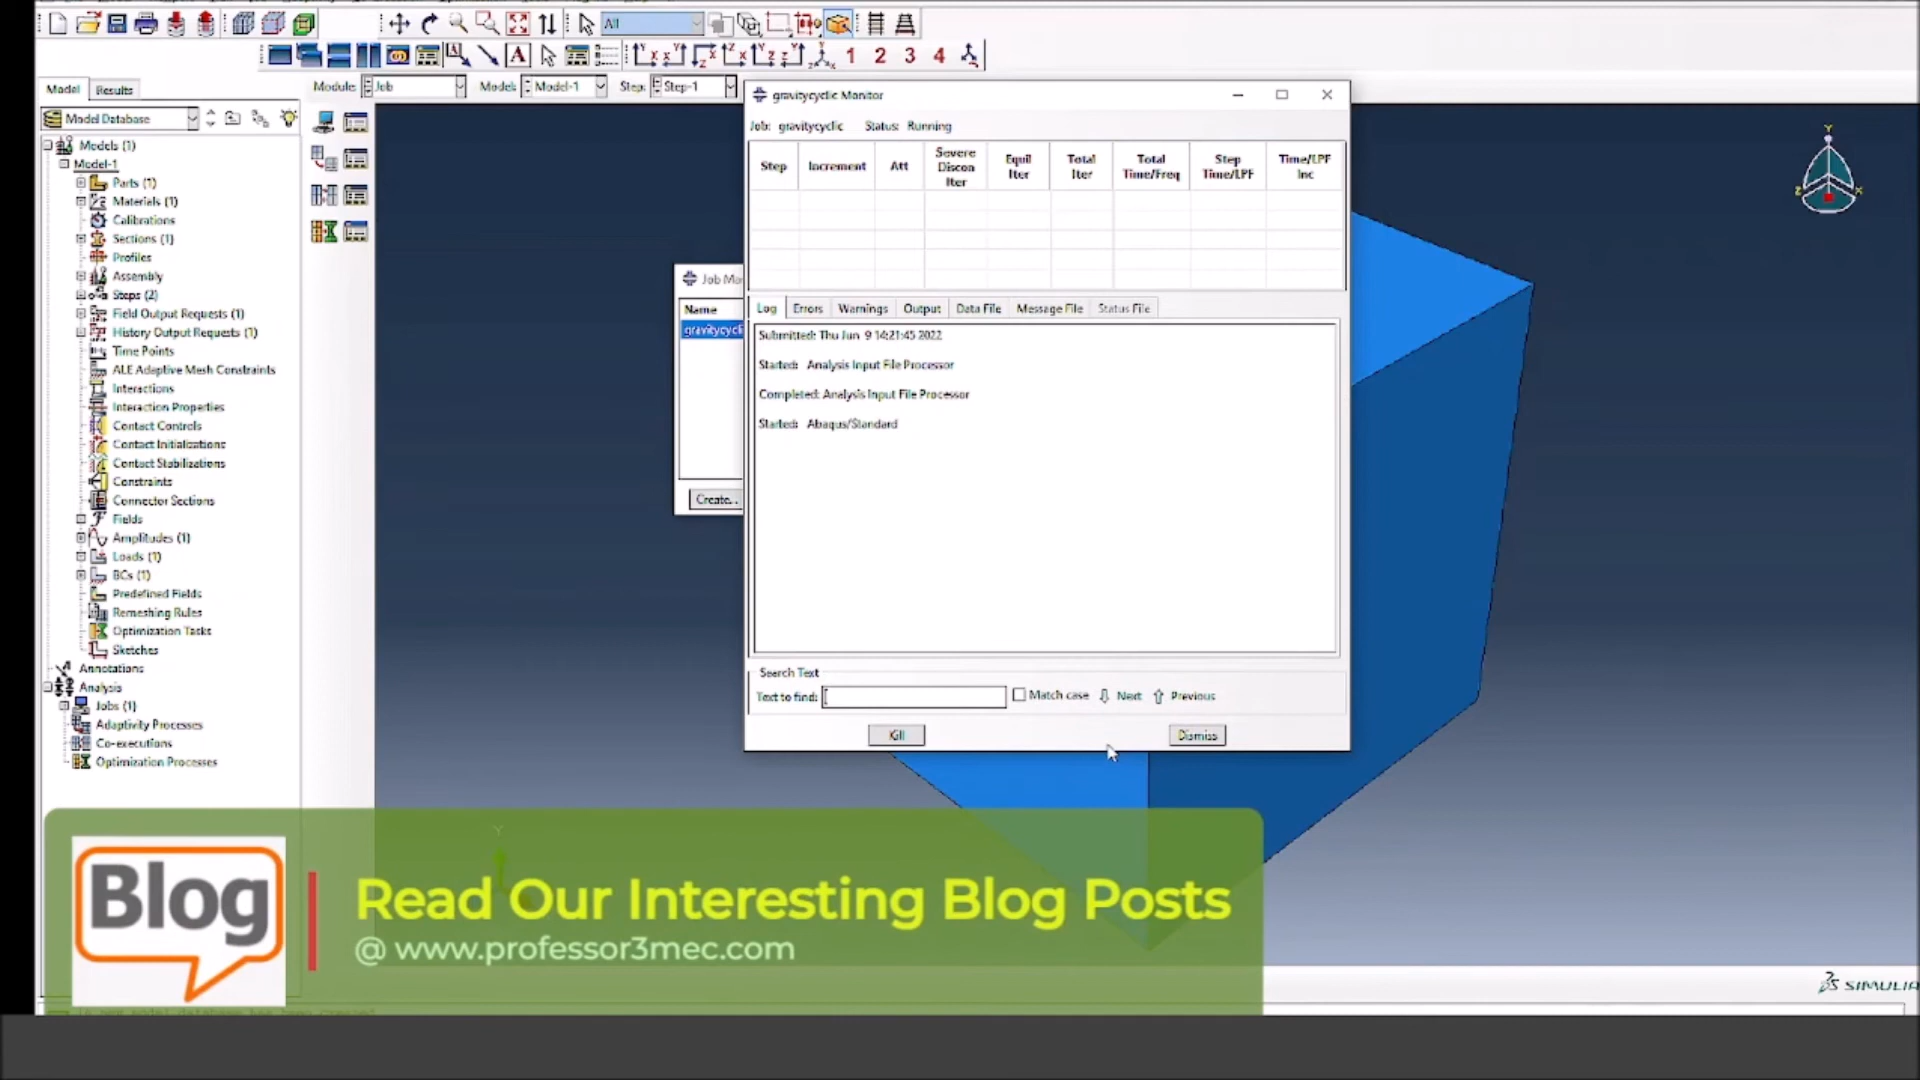 All
1 2 3 4
Model Results
Module: Job Model: Model-1 Step: Step-1
Model Database
Models (1)
Model-1
Parts (1)
Materials (1)
Calibrations
Sections (1)
Profiles
Assembly
Steps (2)
Field Output Requests (1)
History Output Requests (1)
Time Points
ALE Adaptive Mesh Constraints
Interactions
Interaction Properties
Contact Controls
Contact Initializations
Contact Stabilizations
Constraints
Connector Sections
Fields
Amplitudes (1)
Loads (1)
BCs (1)
Predefined Fields
Remeshing Rules
Optimization Tasks
Sketches
Annotations
Analysis
Jobs (1)
Adaptivity Processes
Co-executions
Optimization Processes
Job Ma
Name
gravitycycli
Create...
gravitycyclic Monitor
Job: gravitycyclic Status: Running
Step Increment Att Severe Discon Iter Equil Iter Total Iter Total Time/Freq Step Time/LPF Time/LPF Inc
Log Errors Warnings Output Data File Message File Status File
Submitted: Thu Jun 9 14:21:45 2022
Started: Analysis Input File Processor
Completed: Analysis Input File Processor
Started: Abaqus/Standard
Search Text
Text to find: Match case Next Previous
Kill Dismiss
Y
Z X
Y
Blog
Read Our Interesting Blog Posts
@ www.professor3mec.com
SIMULIA